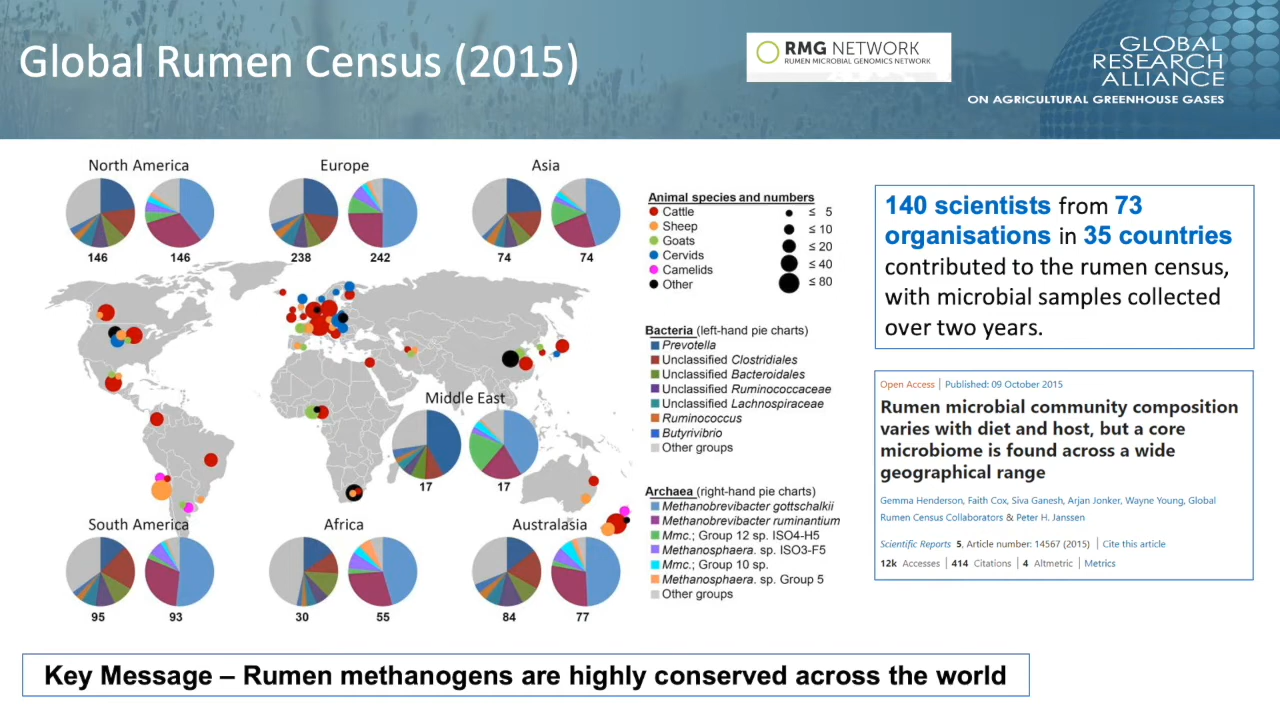 Global Rumen Census (2015)
RMG NETWORK
RUMEN MICROBIAL GENOMICS NETWORK
GLOBAL
RESEARCH
ALLIANCE
ON AGRICULTURAL GREENHOUSE GASES
North America
Europe
Asia
146
146
238
242
74
74
Middle East
17
17
South America
Africa
Australasia
95
93
30
55
84
77
Animal species and numbers
Cattle
Sheep
Goats
Cervids
Camelids
Other
≤ 5
≤ 10
≤ 20
≤ 40
≤ 80
Bacteria (left-hand pie charts)
Prevotella
Unclassified Clostridiales
Unclassified Bacteroidales
Unclassified Ruminococcaceae
Unclassified Lachnospiraceae
Ruminococcus
Butyrivibrio
Other groups
Archaea (right-hand pie charts)
Methanobrevibacter gottschalkii
Methanobrevibacter ruminantium
Mmc.; Group 12 sp. ISO4-H5
Methanosphaera. sp. ISO3-F5
Mmc.; Group 10 sp.
Methanosphaera. sp. Group 5
Other groups
140 scientists from 73
organisations in 35 countries
contributed to the rumen census,
with microbial samples collected
over two years.
Open Access | Published: 09 October 2015
Rumen microbial community composition
varies with diet and host, but a core
microbiome is found across a wide
geographical range
Gemma Henderson, Faith Cox, Siva Ganesh, Arjan Jonker, Wayne Young, Global
Rumen Census Collaborators & Peter H. Janssen
Scientific Reports 5, Article number: 14567 (2015) | Cite this article
12k Accesses | 414 Citations | 4 Altmetric | Metrics
Key Message – Rumen methanogens are highly conserved across the world